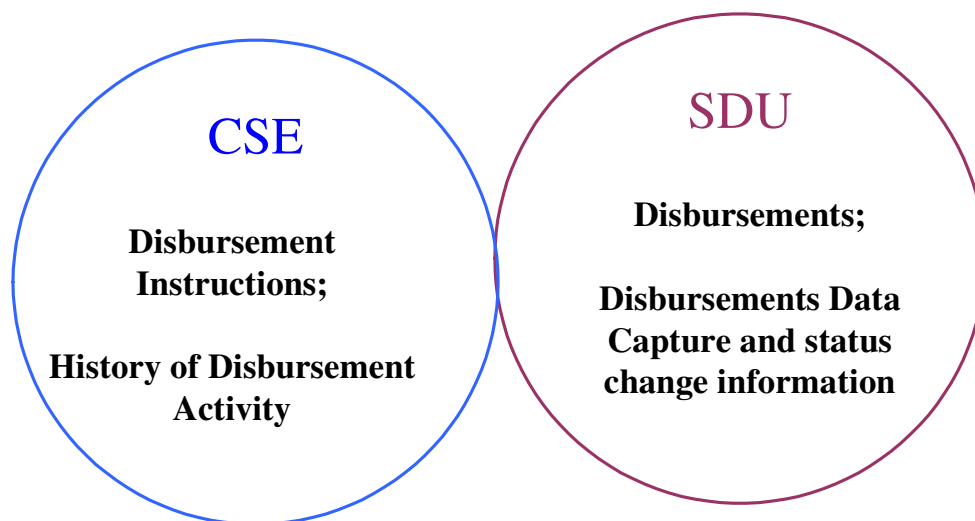 CSE
Disbursement
Instructions;
History of Disbursement
Activity
SDU
Disbursements;
Disbursements Data
Capture and status
change information